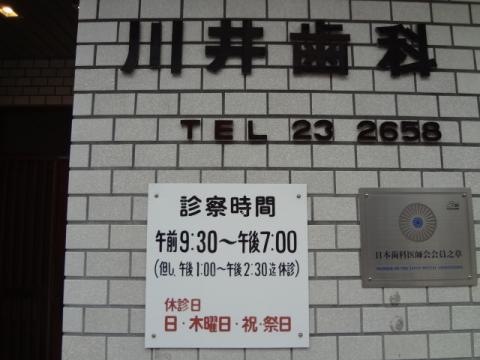 川井歯科
TEL 23 2658
診察時間
午前9:30～午後7:00
(但し、午後1:00～午後2:30迄休診)
休診日
日・木曜日・祝・祭日
日本歯科医師会会員之章